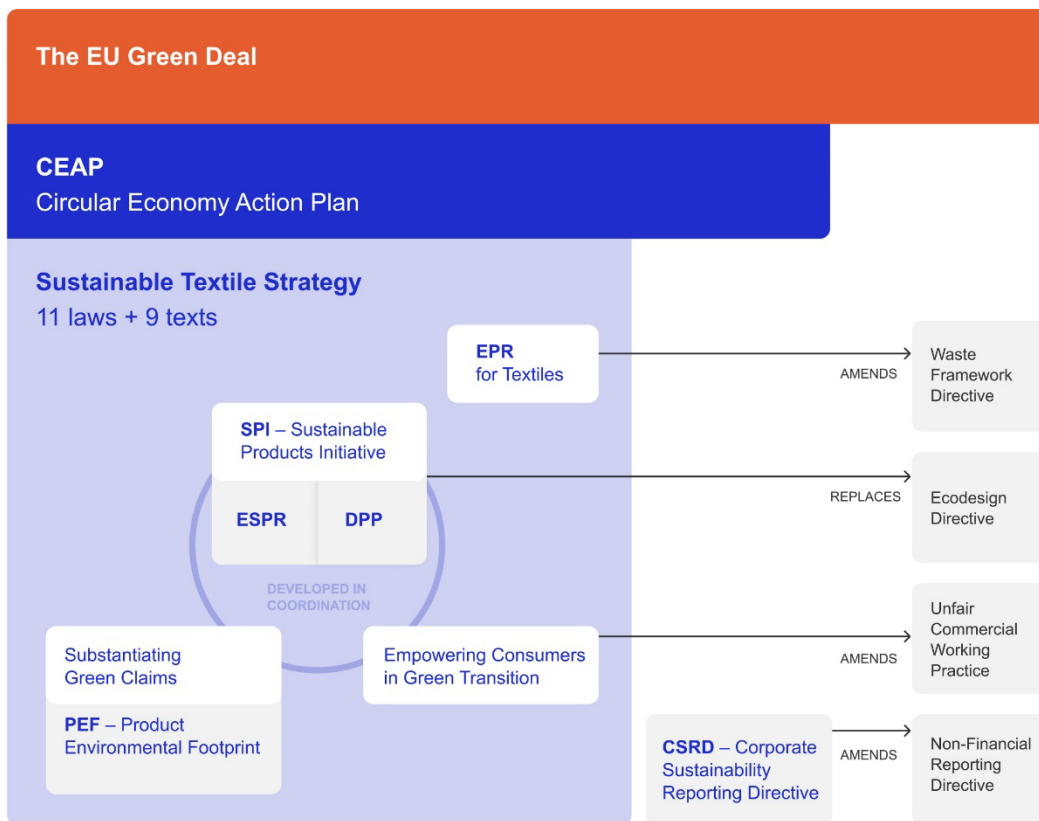 The EU Green Deal
CEAP
Circular Economy Action Plan
Sustainable Textile Strategy
11 laws + 9 texts
EPR
for Textiles
AMENDS
Waste
Framework
Directive
SPI – Sustainable
Products Initiative
ESPR
DPP
REPLACES
Ecodesign
Directive
DEVELOPED IN
COORDINATION
Substantiating
Green Claims
PEF – Product
Environmental Footprint
Empowering Consumers
in Green Transition
AMENDS
Unfair
Commercial
Working
Practice
CSRD – Corporate
Sustainability
Reporting Directive
AMENDS
Non-Financial
Reporting
Directive